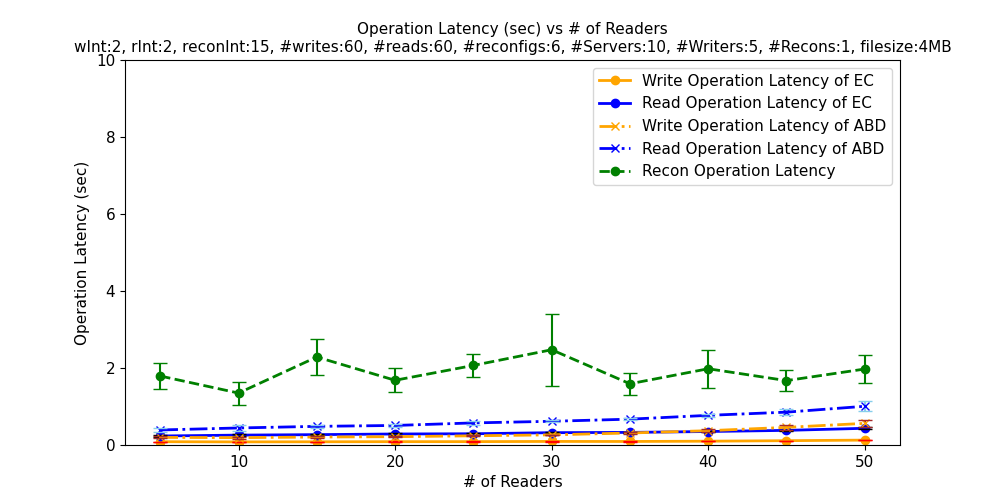 Operation Latency (sec) vs # of Readers
wInt:2, rInt:2, reconInt:15, #writes:60, #reads:60, #reconfigs:6, #Servers:10, #Writers:5, #Recons:1, filesize:4MB
Write Operation Latency of EC
Read Operation Latency of EC
Write Operation Latency of ABD
Read Operation Latency of ABD
Recon Operation Latency
Operation Latency (sec)
10
8
6
4
2
0
10
20
30
40
50
# of Readers